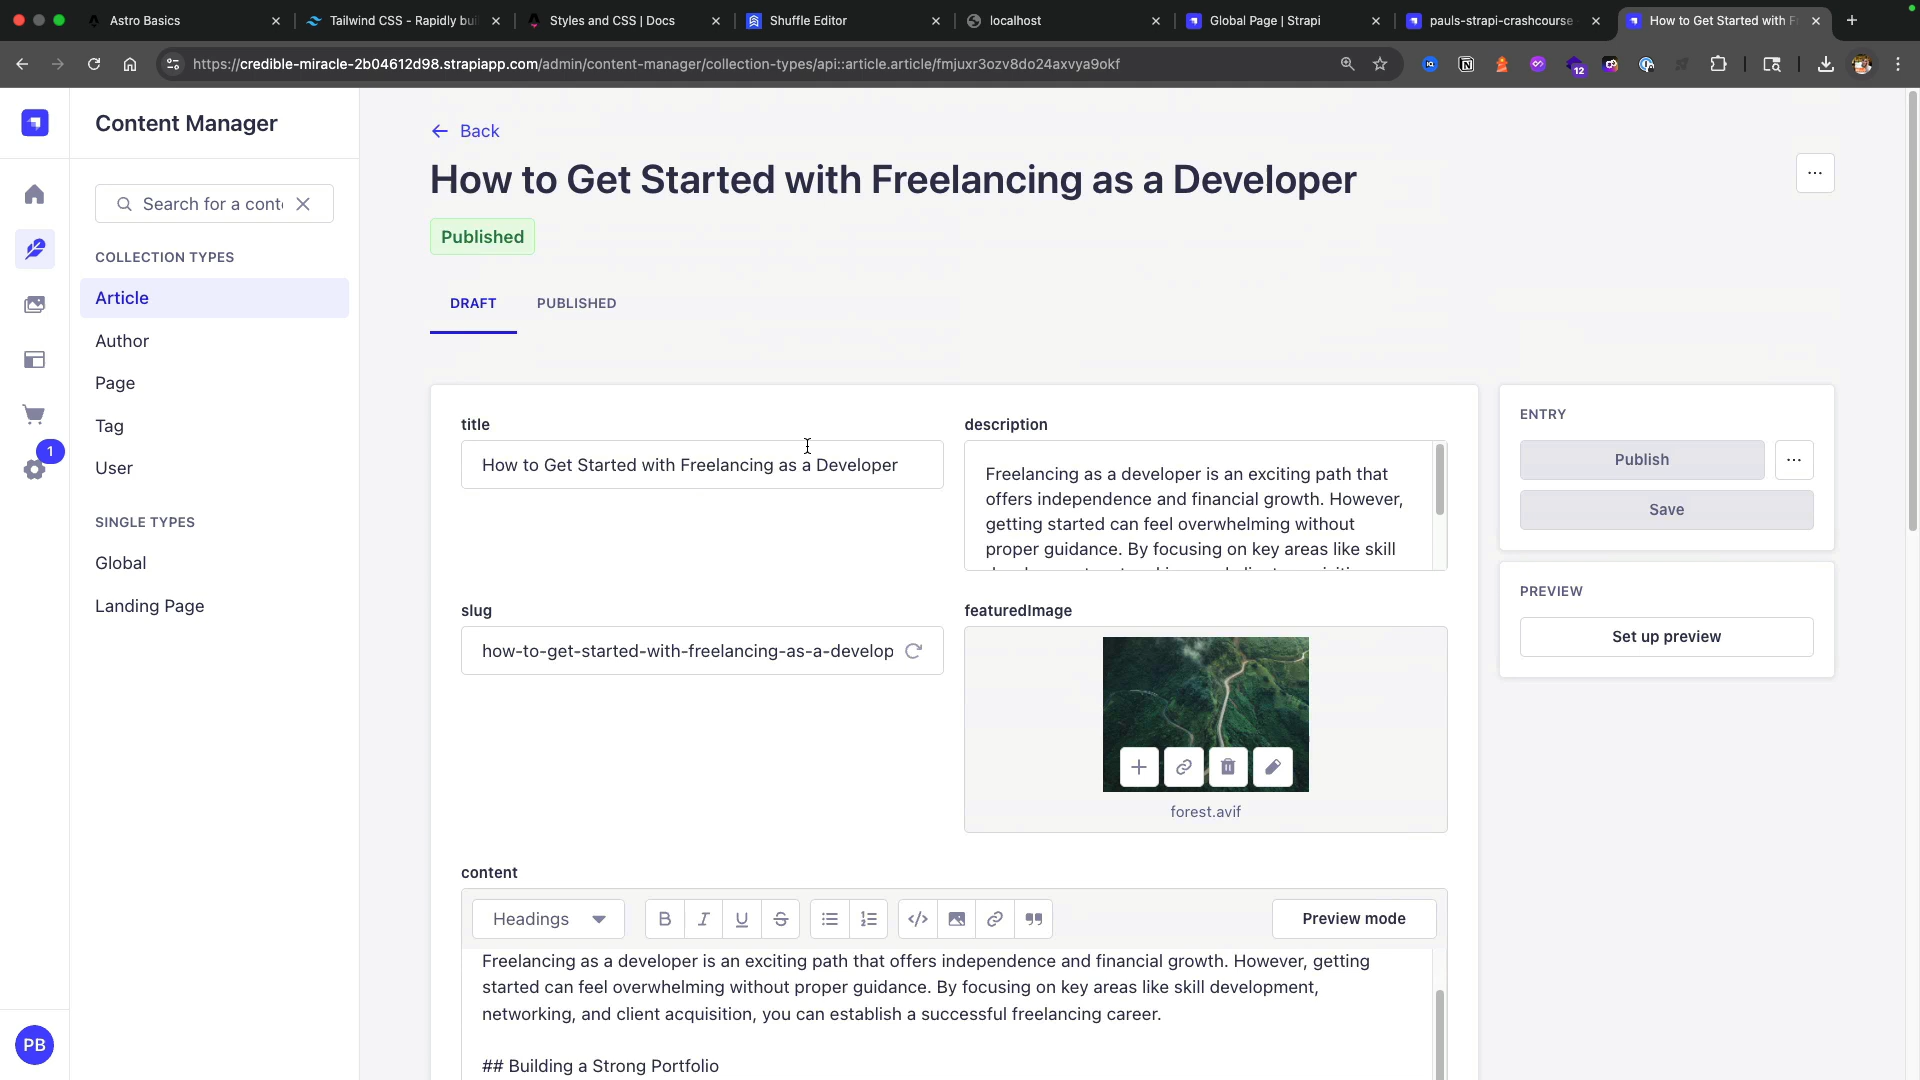 Astro Basics
Tailwind CSS - Rapidly bui
Styles and CSS | Docs
Shuffle Editor
localhost
Global Page | Strapi
pauls-strapi-crashcourse
How to Get Started with F
https://credible-miracle-2b04612d98.strapiapp.com/admin/content-manager/collection-types/api::article.article/fmjuxr3ozv8do24axvya9okf
12
Content Manager
Search for a cont
COLLECTION TYPES
Article
Author
Page
Tag
User
SINGLE TYPES
Global
Landing Page
1
PB
Back
How to Get Started with Freelancing as a Developer
Published
DRAFT
PUBLISHED
title
How to Get Started with Freelancing as a Developer
description
Freelancing as a developer is an exciting path that
offers independence and financial growth. However,
getting started can feel overwhelming without
proper guidance. By focusing on key areas like skill
slug
how-to-get-started-with-freelancing-as-a-develop
featuredImage
forest.avif
content
Headings
B I U S
Preview mode
Freelancing as a developer is an exciting path that offers independence and financial growth. However, getting
started can feel overwhelming without proper guidance. By focusing on key areas like skill development,
networking, and client acquisition, you can establish a successful freelancing career.
## Building a Strong Portfolio
ENTRY
Publish
Save
PREVIEW
Set up preview